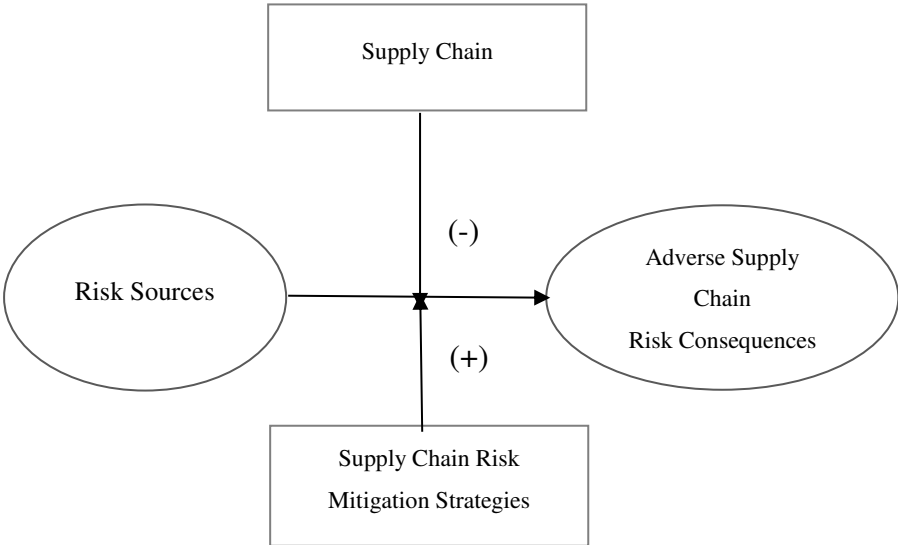 Supply Chain
(-)
Risk Sources
Adverse Supply
Chain
Risk Consequences
(+)
Supply Chain Risk
Mitigation Strategies